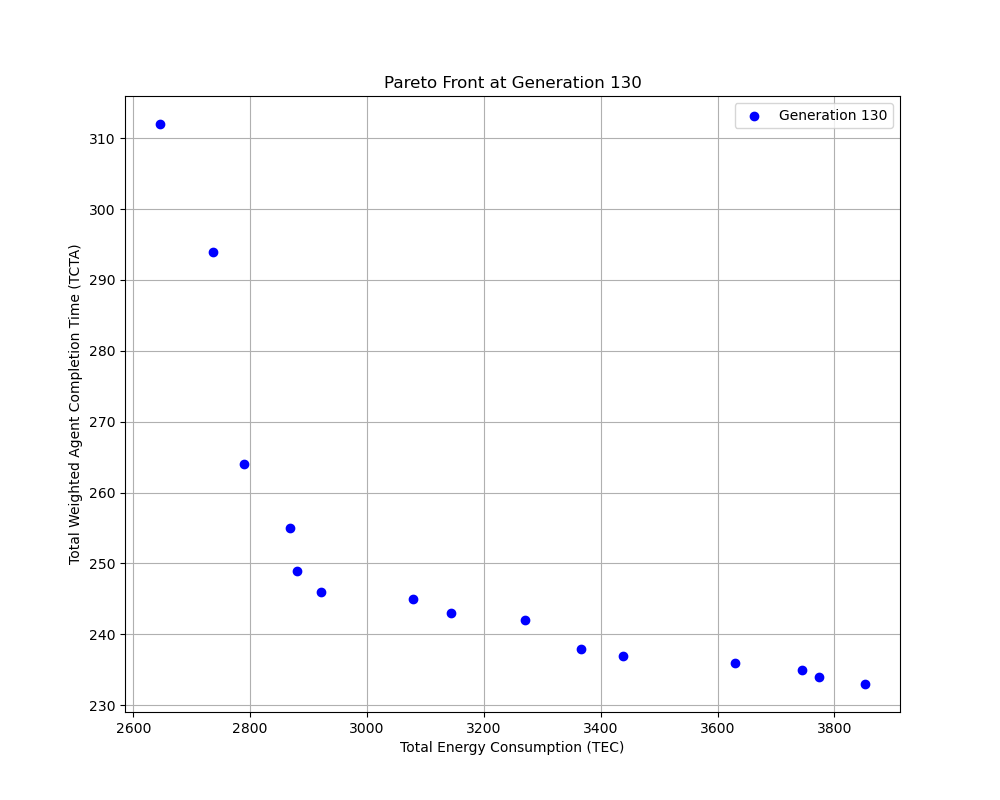 Pareto Front at Generation 130
Generation 130
310
300
290
280
270
260
250
240
230
Total Weighted Agent Completion Time (TCTA)
2600 2800 3000 3200 3400 3600 3800
Total Energy Consumption (TEC)